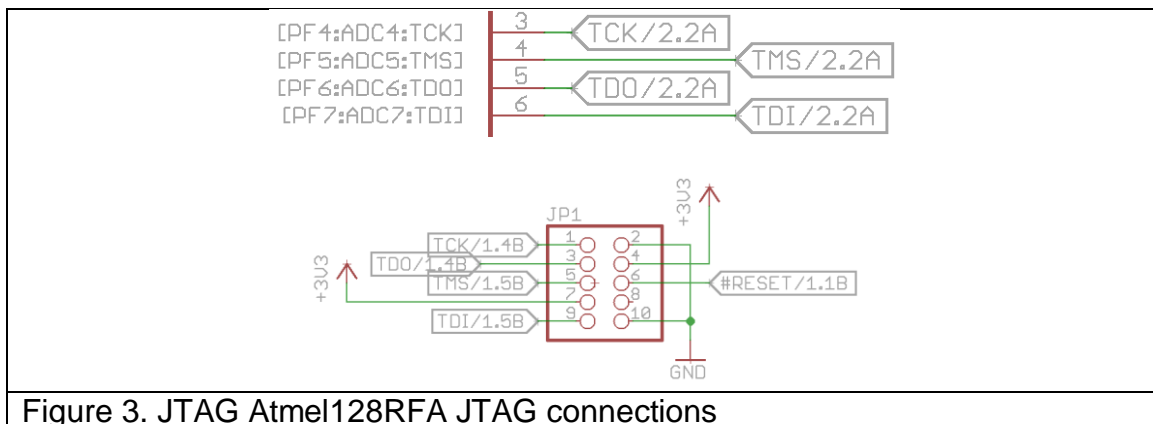 [PF4:ADC4:TCK] 3 TCK/2.2A
[PF5:ADC5:TMS] 4 TMS/2.2A
[PF6:ADC6:TDO] 5 TDO/2.2A
[PF7:ADC7:TDI] 6 TDI/2.2A
+3V3
JP1
TCK/1.4B 1 2
TDO/1.4B 3 4
+3V3
TMS/1.5B 5 6 #RESET/1.1B
7 8
TDI/1.5B 9 10
GND
Figure 3. JTAG Atmel128RFA JTAG connections